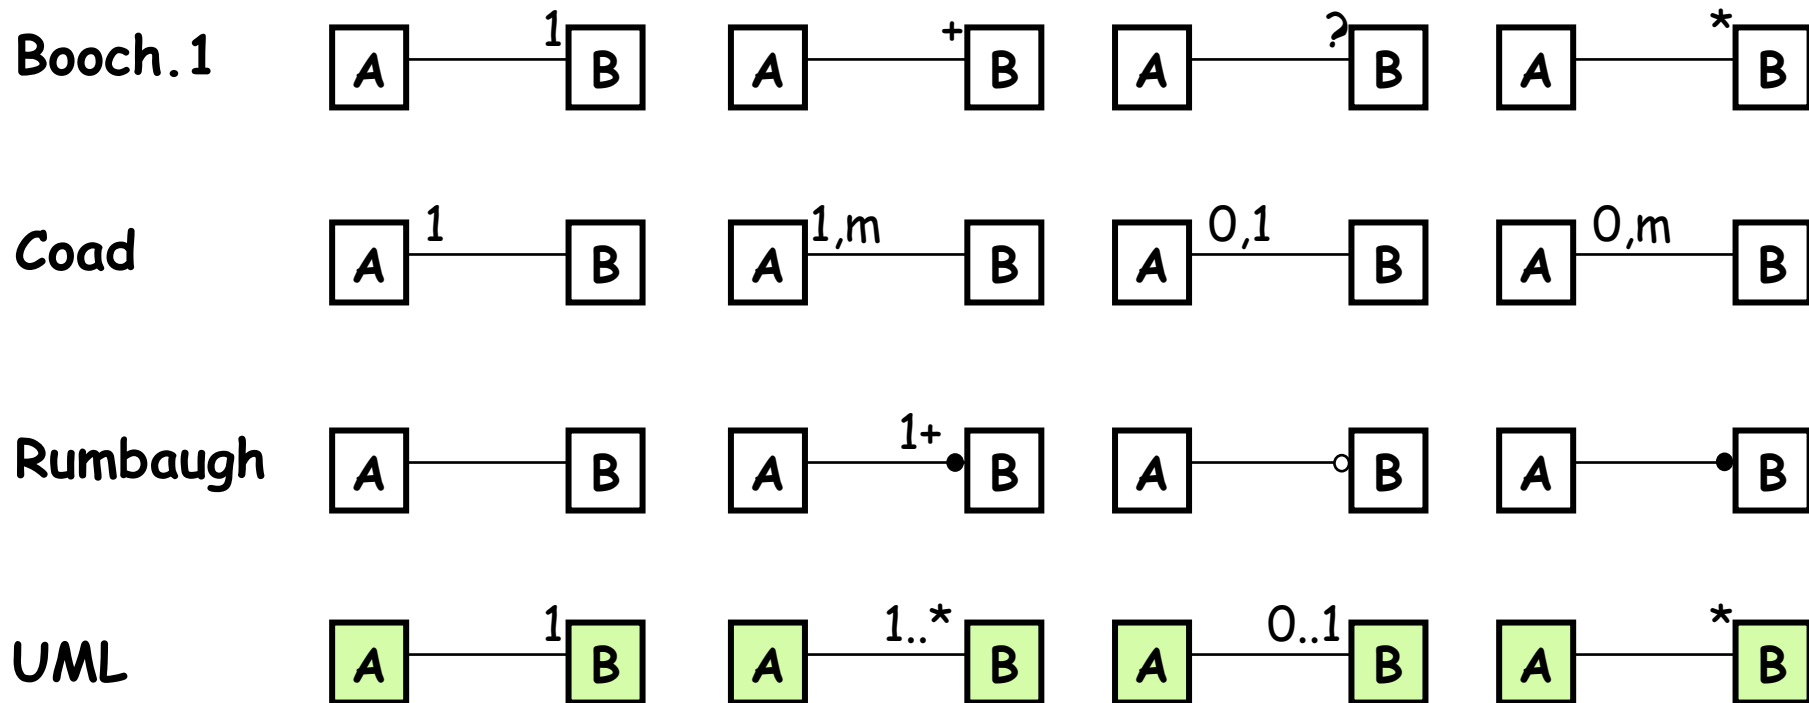 Booch.1 A 1 B A + B A ? B A * B
Coad A 1 B A 1,m B A 0,1 B A 0,m B
Rumbaugh A B A 1+ B A B A B
UML A 1 B A 1..* B A 0..1 B A * B